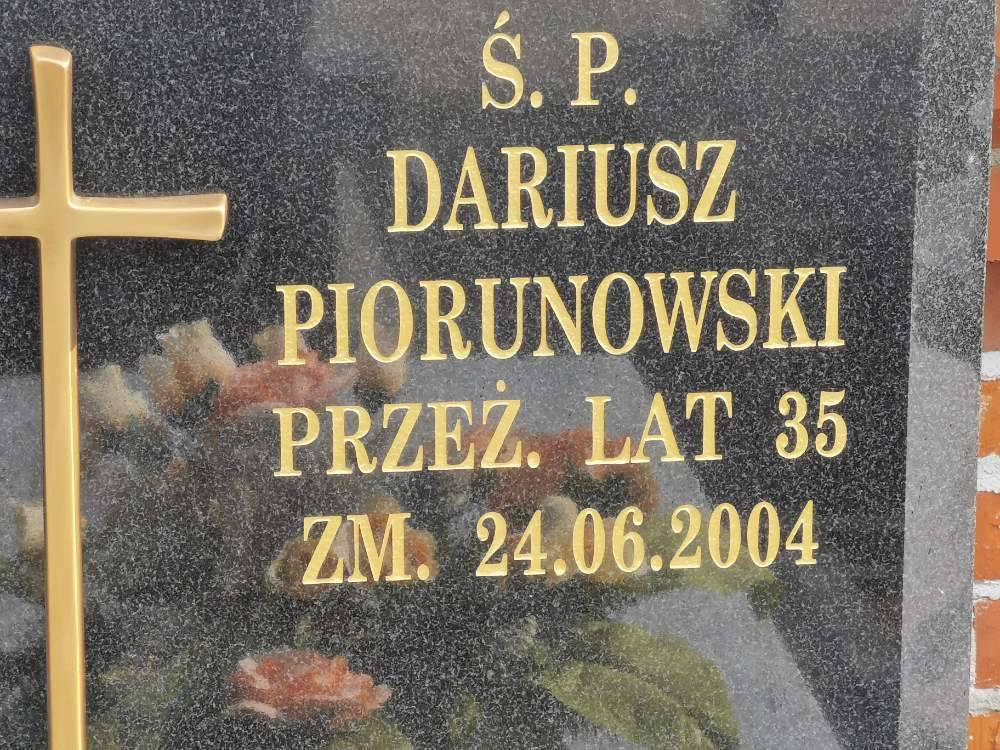 Ś. P.
DARIUSZ
PIORUNOWSKI
PRZEŻ. LAT 35
ZM. 24.06.2004